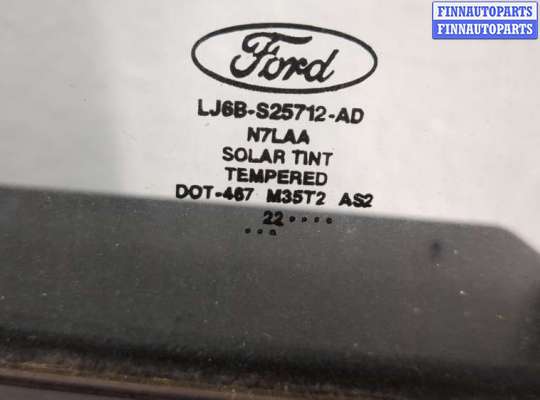 FINNAUTOPARTS
FINNAUTOPARTS
Ford
LJ6B-S25712-AD
N7LAA
SOLAR TINT
TEMPERED
DOT-467 M35T2 AS2
22